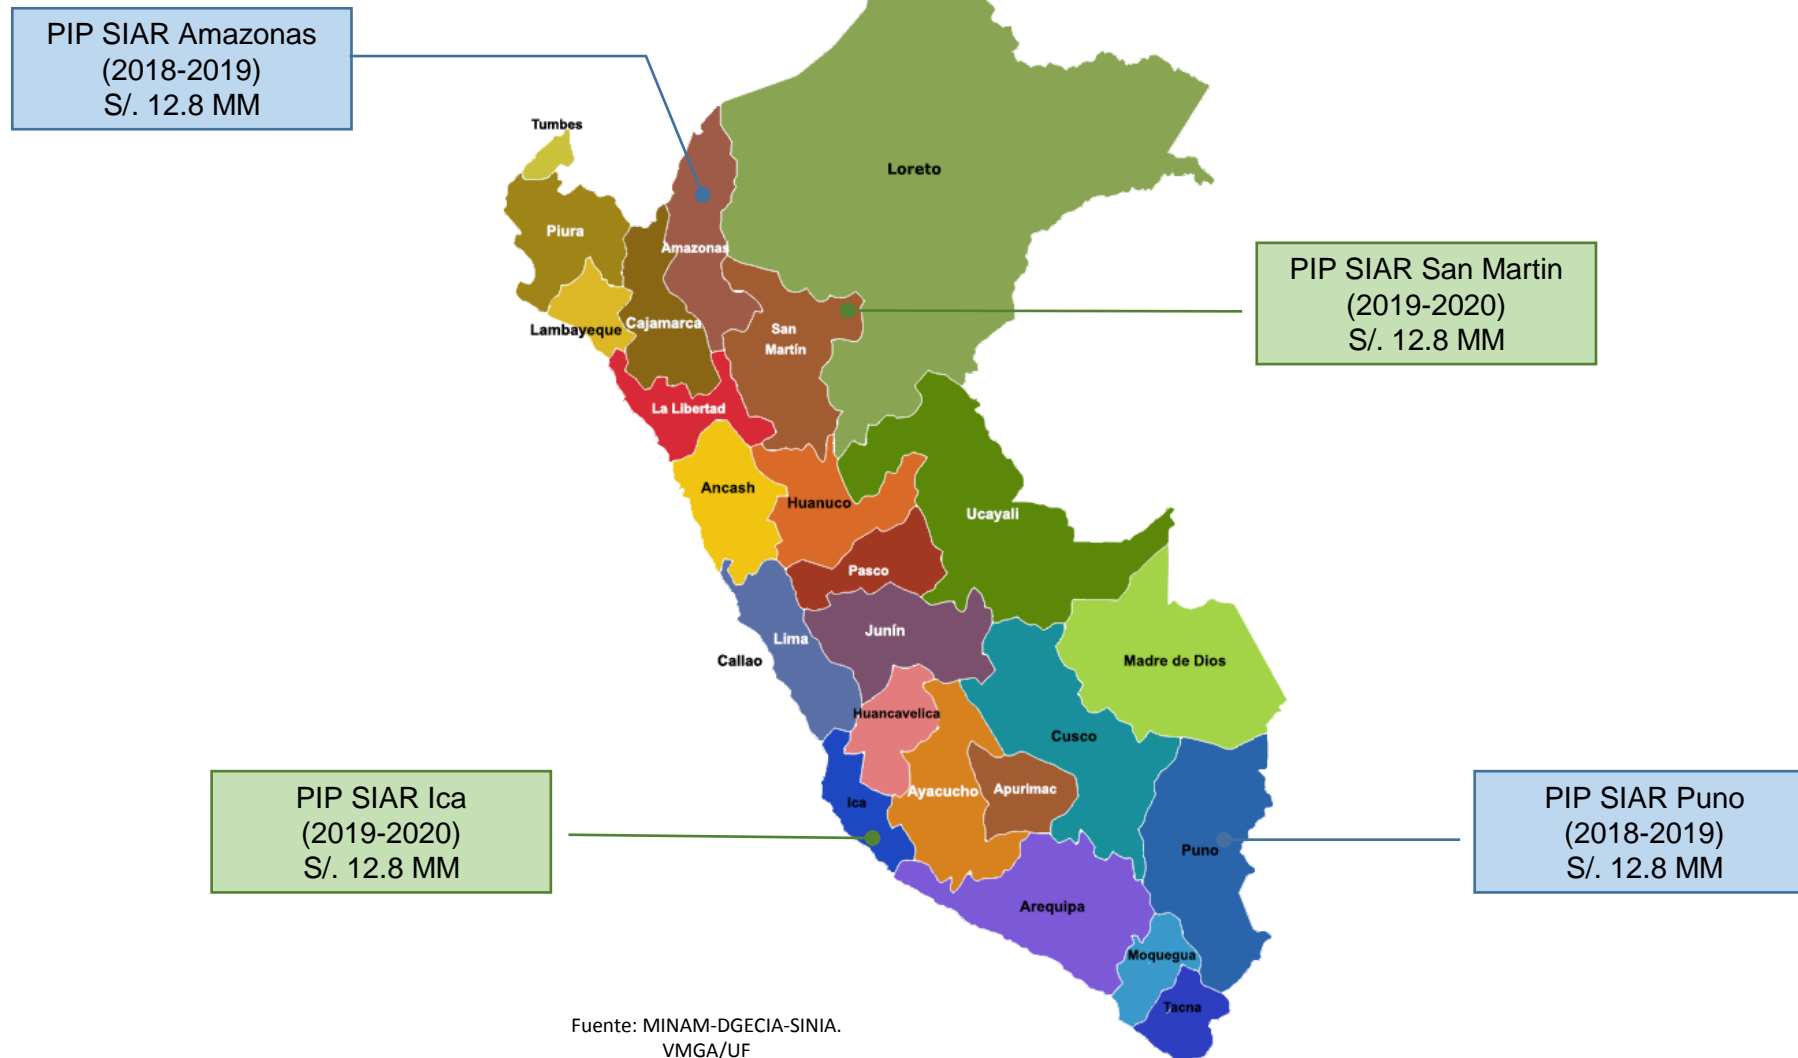 PIP SIAR Amazonas
(2018-2019)
S/. 12.8 MM
Tumbes
Loreto
Piura
Amazonas
PIP SIAR San Martin
(2019-2020)
S/. 12.8 MM
Lambayeque
Cajamarca
San
Martín
La Libertad
Ancash
Huanuco
Ucayali
Pasco
Lima
Junín
Callao
Madre de Dios
Huancavelica
Cusco
PIP SIAR Ica
(2019-2020)
S/. 12.8 MM
Ica
Ayacucho
Apurimac
PIP SIAR Puno
(2018-2019)
S/. 12.8 MM
Puno
Arequipa
Moquegua
Tacna
Fuente: MINAM-DGECIA-SINIA.
VMGA/UF